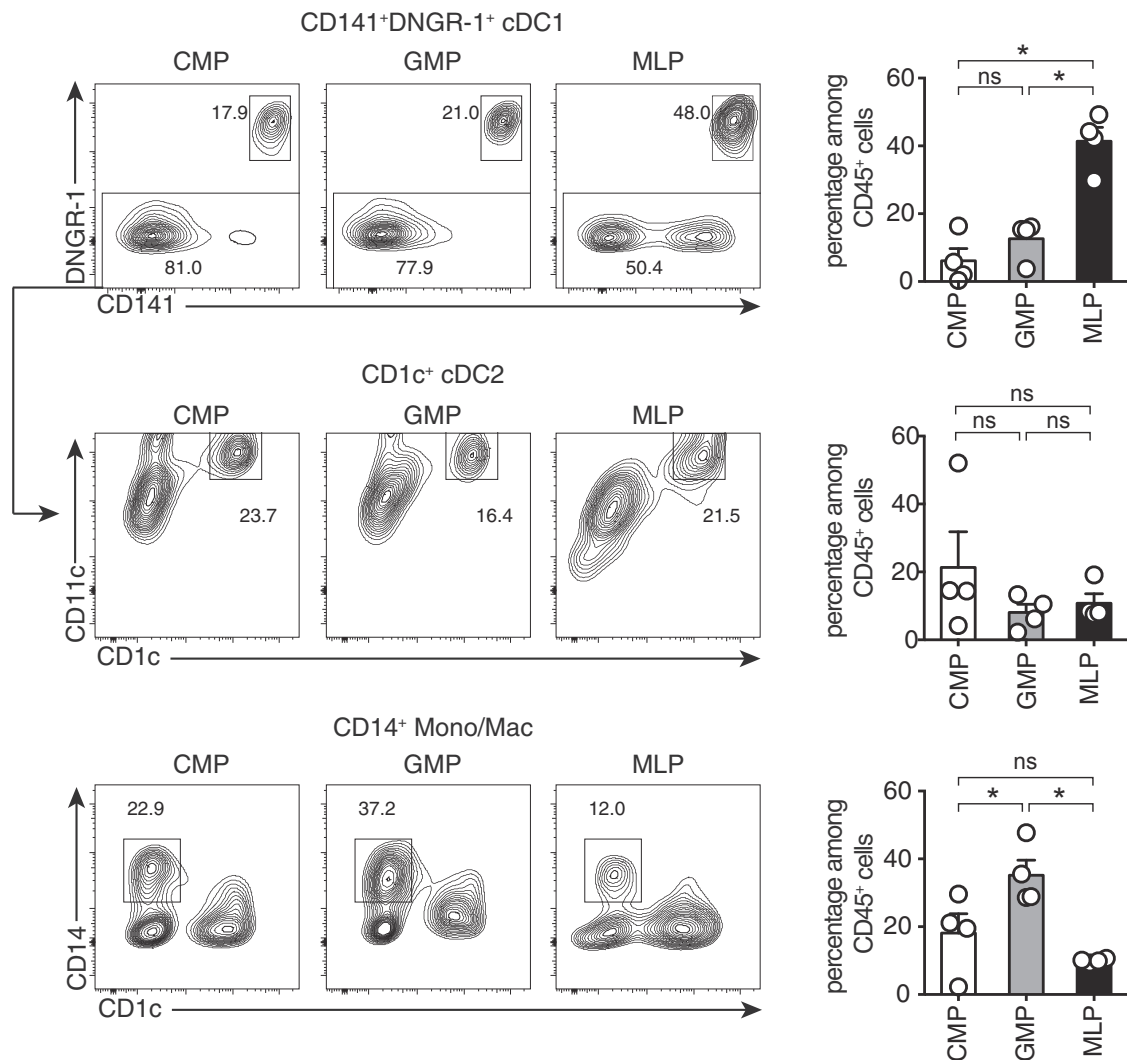 CD141⁺DNGR-1⁺ cDC1
CMP
GMP
MLP
17.9
21.0
48.0
81.0
77.9
50.4
DNGR-1
CD141
* 
ns
*
60
40
20
0
percentage among
CD45⁺ cells
CMP
GMP
MLP
CD1c⁺ cDC2
CMP
GMP
MLP
23.7
16.4
21.5
CD11c
CD1c
ns
ns
ns
60
40
20
0
percentage among
CD45⁺ cells
CMP
GMP
MLP
CD14⁺ Mono/Mac
CMP
GMP
MLP
22.9
37.2
12.0
CD14
CD1c
ns
*
*
60
40
20
0
percentage among
CD45⁺ cells
CMP
GMP
MLP